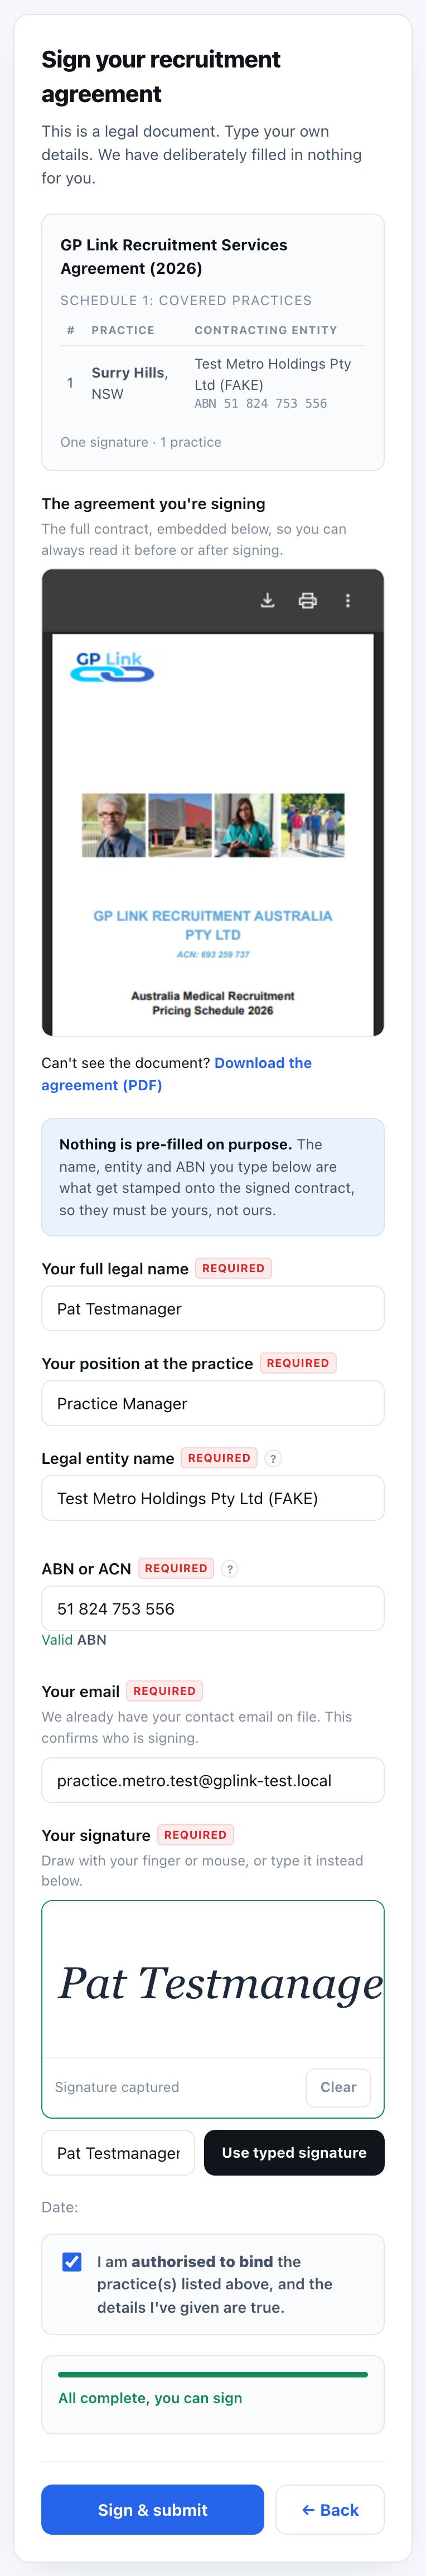 Sign your recruitment
agreement
This is a legal document. Type your own
details. We have deliberately filled in nothing
for you.
GP Link Recruitment Services
Agreement (2026)
SCHEDULE 1: COVERED PRACTICES
# PRACTICE CONTRACTING ENTITY
1 Surry Hills, NSW Test Metro Holdings Pty Ltd (FAKE)
ABN 51 824 753 556
One signature · 1 practice
The agreement you're signing
The full contract, embedded below, so you can
always read it before or after signing.
GP Link
GP LINK RECRUITMENT AUSTRALIA
PTY LTD
ACN: 693 259 737
Australia Medical Recruitment
Pricing Schedule 2026
Can't see the document? Download the
agreement (PDF)
Nothing is pre-filled on purpose. The
name, entity and ABN you type below are
what get stamped onto the signed contract,
so they must be yours, not ours.
Your full legal name REQUIRED
Pat Testmanager
Your position at the practice REQUIRED
Practice Manager
Legal entity name REQUIRED ?
Test Metro Holdings Pty Ltd (FAKE)
ABN or ACN REQUIRED ?
51 824 753 556
Valid ABN
Your email REQUIRED
We already have your contact email on file. This
confirms who is signing.
practice.metro.test@gplink-test.local
Your signature REQUIRED
Draw with your finger or mouse, or type it instead
below.
Pat Testmanage
Signature captured Clear
Pat Testmanager Use typed signature
Date:
I am authorised to bind the
practice(s) listed above, and the
details I've given are true.
All complete, you can sign
Sign & submit ← Back